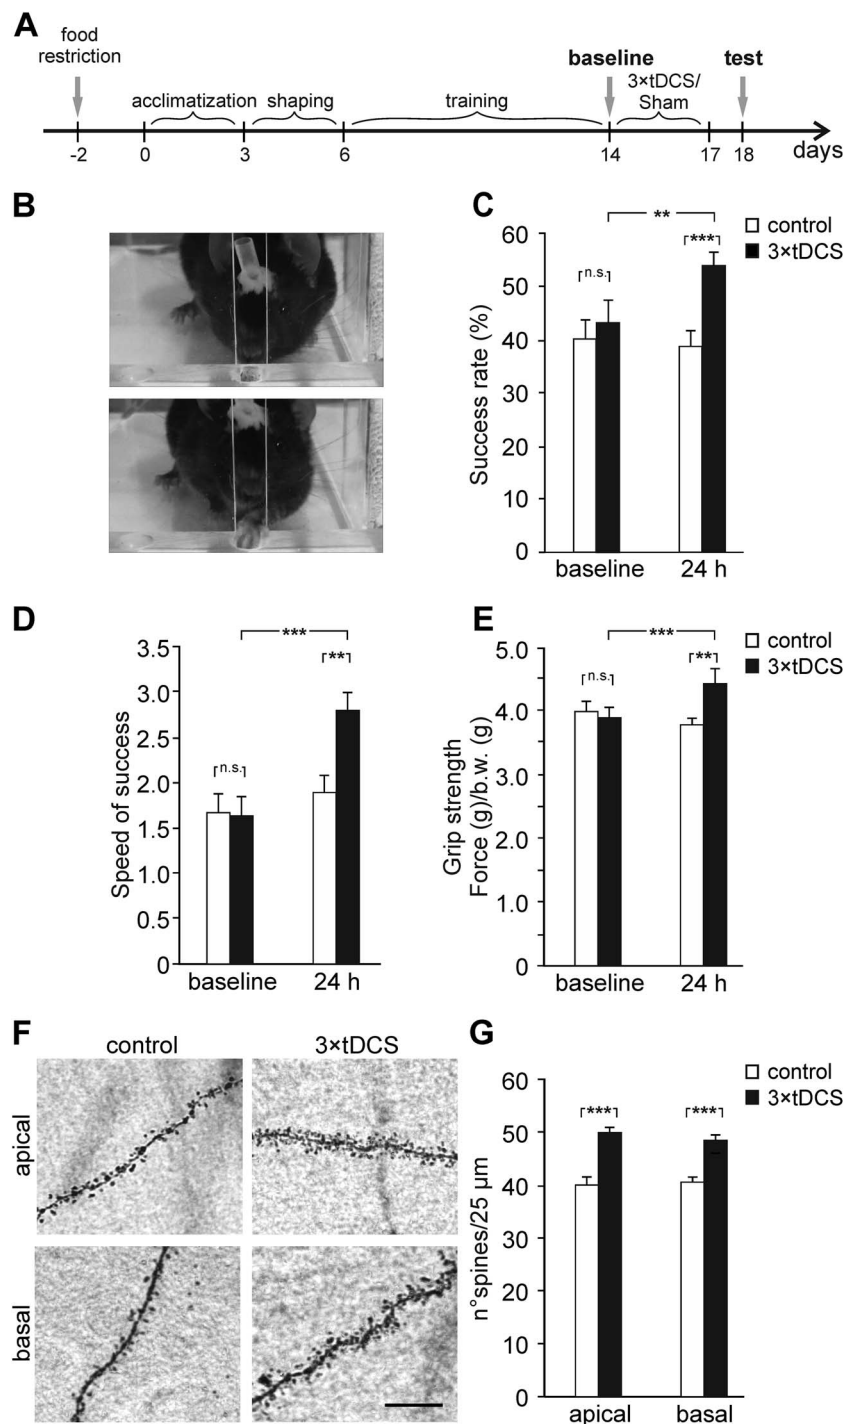 A
food
restriction
baseline
test
3×tDCS/
Sham
acclimatization
shaping
training
-2
0
3
6
14
17
18
days
B
C
control
3×tDCS
**
***
n.s.
60
50
40
30
20
10
0
Success rate (%)
baseline
24 h
D
***
**
n.s.
3.5
3.0
2.5
2.0
1.5
1.0
0.5
0
Speed of success
baseline
24 h
E
control
3×tDCS
***
**
n.s.
5.0
4.0
3.0
2.0
1.0
0
Grip strength
Force (g)/b.w. (g)
baseline
24 h
F
control
3×tDCS
apical
basal
G
control
3×tDCS
***
***
60
50
40
30
20
10
0
n°spines/25 µm
apical
basal